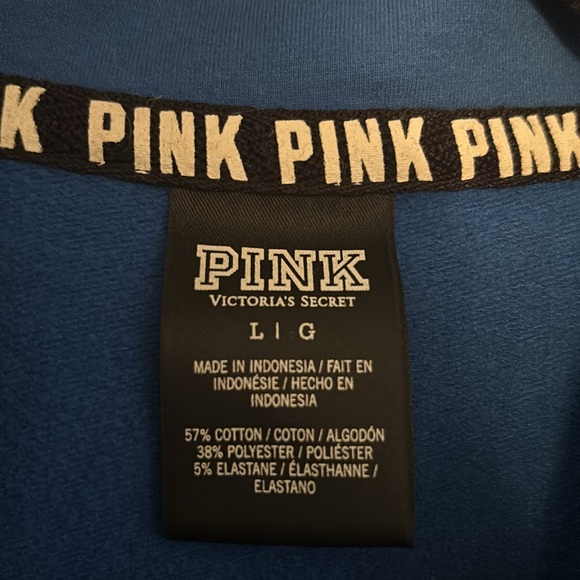 K PINK PINK PINK PINK
PINK
VICTORIA'S SECRET
L | G
MADE IN INDONESIA / FAIT EN
INDONÉSIE / HECHO EN
INDONESIA
57% COTTON / COTON / ALGODÓN
38% POLYESTER / POLIÉSTER
5% ELASTANE / ÉLASTHANNE /
ELASTANO